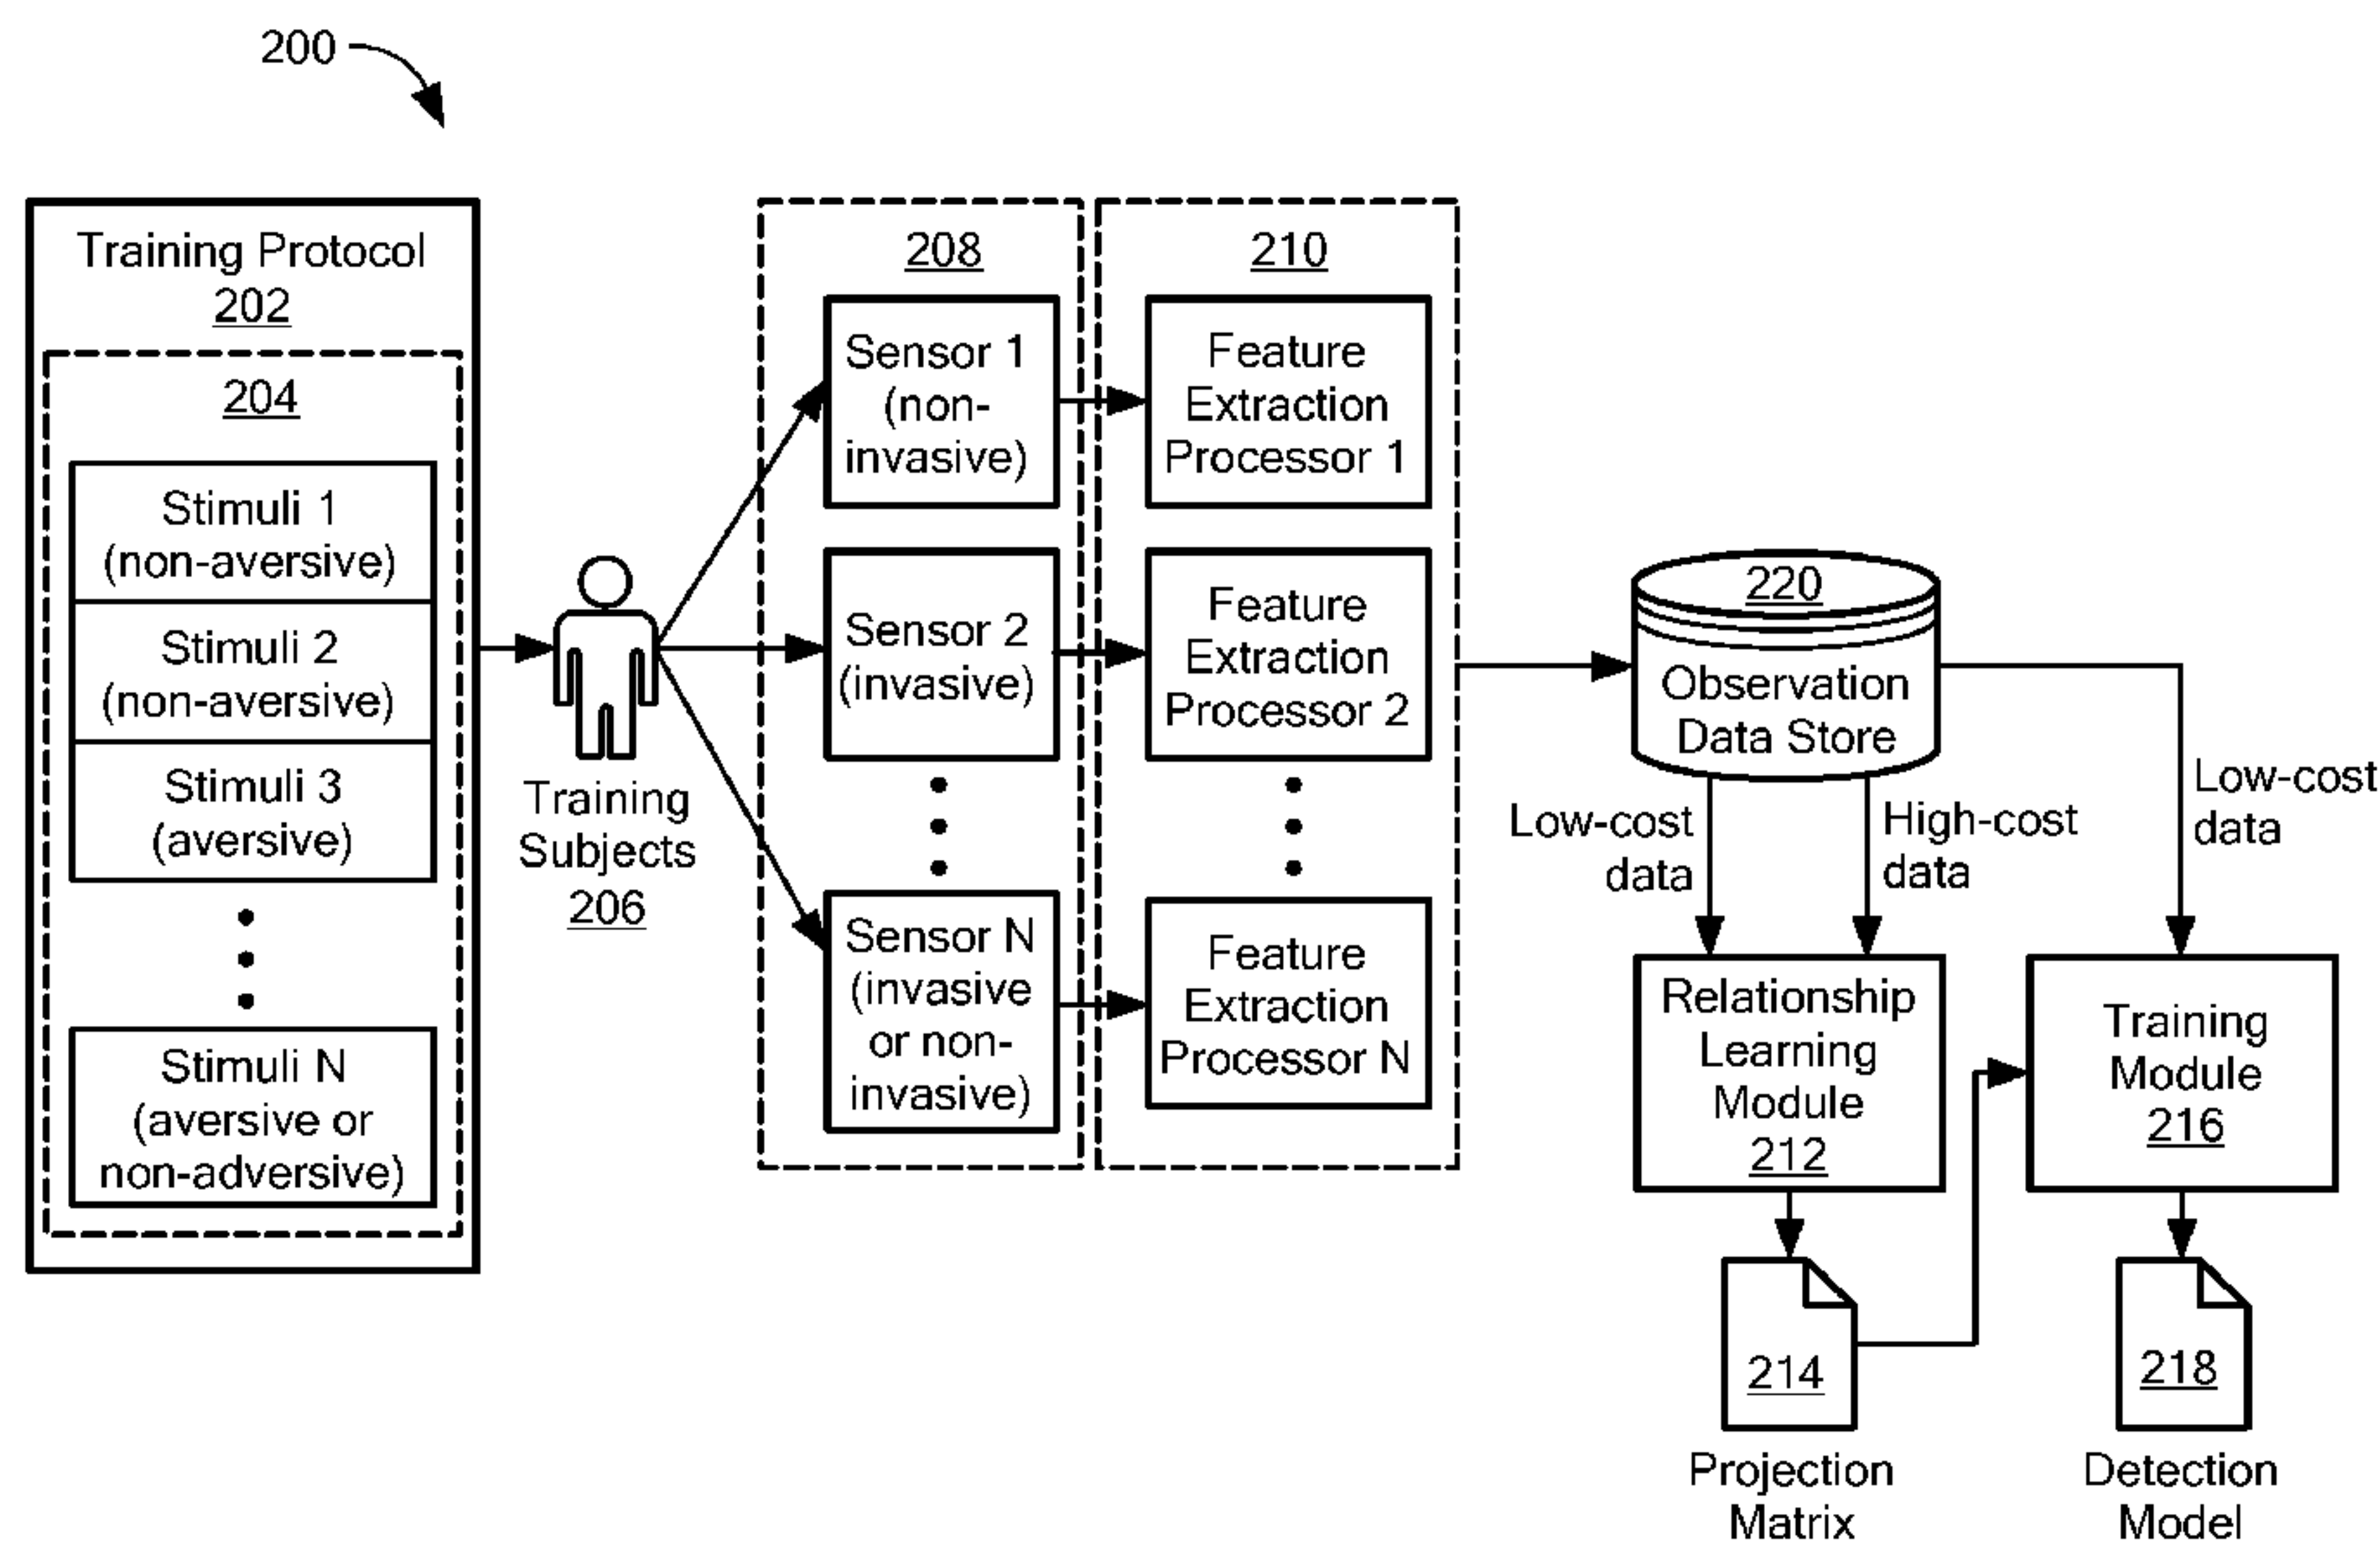 200
Training Protocol
202
204
Stimuli 1
(non-aversive)
Stimuli 2
(non-aversive)
Stimuli 3
(aversive)
Stimuli N
(aversive or
non-adversive)
Training
Subjects
206
208
Sensor 1
(non-
invasive)
Sensor 2
(invasive)
Sensor N
(invasive
or non-
invasive)
210
Feature
Extraction
Processor 1
Feature
Extraction
Processor 2
Feature
Extraction
Processor N
220
Observation
Data Store
Low-cost
data
High-cost
data
Low-cost
data
Relationship
Learning
Module
212
Training
Module
216
214
Projection
Matrix
218
Detection
Model